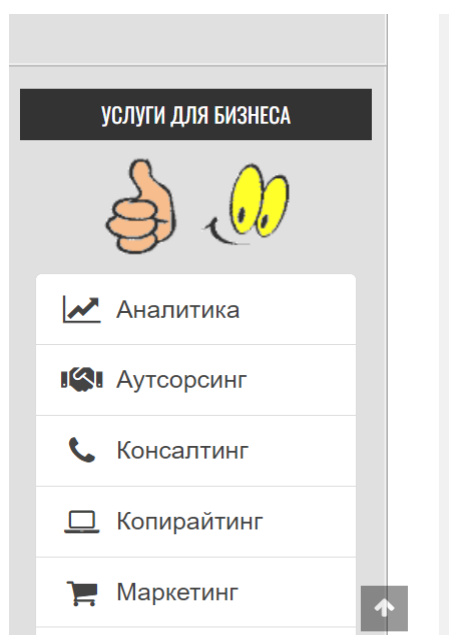 УСЛУГИ ДЛЯ БИЗНЕСА
Аналитика
Аутсорсинг
Консалтинг
Копирайтинг
Маркетинг